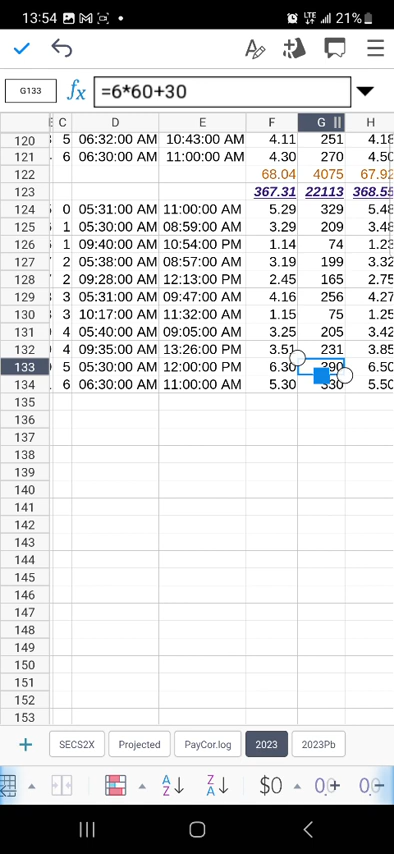 13:54 LTE 21%
G133 fx =6*60+30
C D E F G H
120 5 06:32:00 AM 10:43:00 AM 4.11 251 4.18
121 6 06:30:00 AM 11:00:00 AM 4.30 270 4.50
122 68.04 4075 67.92
123 367.31 22113 368.55
124 0 05:31:00 AM 11:00:00 AM 5.29 329 5.48
125 1 05:30:00 AM 08:59:00 AM 3.29 209 3.48
126 1 09:40:00 AM 10:54:00 PM 1.14 74 1.23
127 2 05:38:00 AM 08:57:00 AM 3.19 199 3.32
128 2 09:28:00 AM 12:13:00 PM 2.45 165 2.75
129 3 05:31:00 AM 09:47:00 AM 4.16 256 4.27
130 3 10:17:00 AM 11:32:00 AM 1.15 75 1.25
131 4 05:40:00 AM 09:05:00 AM 3.25 205 3.42
132 4 09:35:00 AM 13:26:00 PM 3.51 231 3.85
133 5 05:30:00 AM 12:00:00 PM 6.30 390 6.50
134 6 06:30:00 AM 11:00:00 AM 5.30 330 5.50
135
136
137
138
139
140
141
142
143
144
145
146
147
148
149
150
151
152
153
+ SECS2X Projected PayCor.log 2023 2023Pb
A Z Z A $0 0+ 0-